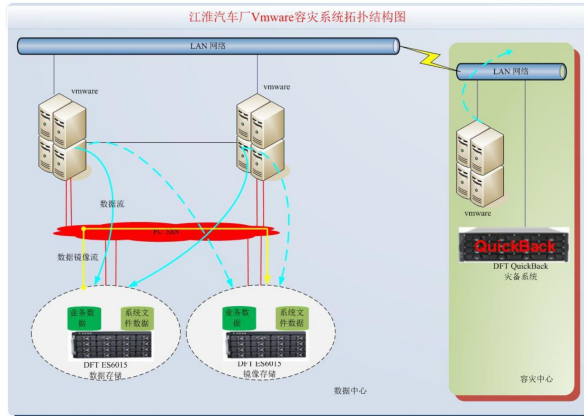 江淮汽车厂Vmware容灾系统拓扑结构图
LAN 网络
vmware
vmware
数据流
FC SAN
数据镜像流
业务数
据
系统文
件数据
业务数
据
系统文
件数据
DFT ES6015
数据存储
DFT ES6015
镜像存储
数据中心
LAN 网络
vmware
QuickBack
DFT QuickBack
灾备系统
容灾中心